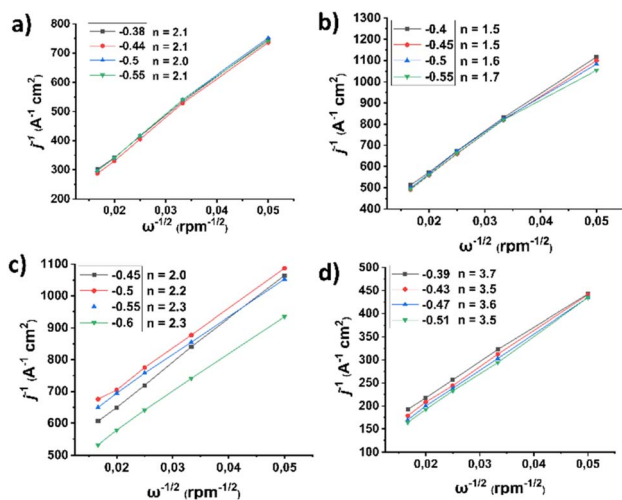 a)
-0.38 n = 2.1
-0.44 n = 2.1
-0.5 n = 2.0
-0.55 n = 2.1
800
700
600
500
400
300
200
0,02 0,03 0,04 0,05
j⁻¹ (A⁻¹ cm²)
ω⁻¹/² (rpm⁻¹/²)
b)
-0.4 n = 1.5
-0.45 n = 1.5
-0.5 n = 1.6
-0.55 n = 1.7
1300
1200
1100
1000
900
800
700
600
500
400
0,02 0,03 0,04 0,05
j⁻¹ (A⁻¹ cm²)
ω⁻¹/² (rpm⁻¹/²)
c)
-0.45 n = 2.0
-0.5 n = 2.2
-0.55 n = 2.3
-0.6 n = 2.3
1100
1000
900
800
700
600
500
0,02 0,03 0,04 0,05
j⁻¹ (A⁻¹ cm²)
ω⁻¹/² (rpm⁻¹/²)
d)
-0.39 n = 3.7
-0.43 n = 3.5
-0.47 n = 3.6
-0.51 n = 3.5
500
450
400
350
300
250
200
150
100
0,02 0,03 0,04 0,05
j⁻¹ (A⁻¹ cm²)
ω⁻¹/² (rpm⁻¹/²)